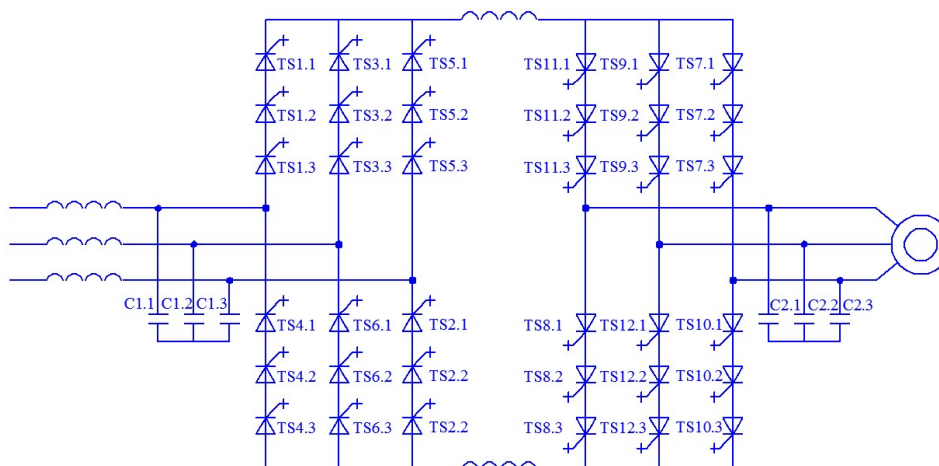 TS1.1 TS3.1 TS5.1 TS11.1 TS9.1 TS7.1
TS1.2 TS3.2 TS5.2 TS11.2 TS9.2 TS7.2
TS1.3 TS3.3 TS5.3 TS11.3 TS9.3 TS7.3
C1.1 C1.2 C1.3 C2.1 C2.2 C2.3
TS4.1 TS6.1 TS2.1 TS8.1 TS12.1 TS10.1
TS4.2 TS6.2 TS2.2 TS8.2 TS12.2 TS10.2
TS4.3 TS6.3 TS2.2 TS8.3 TS12.3 TS10.3